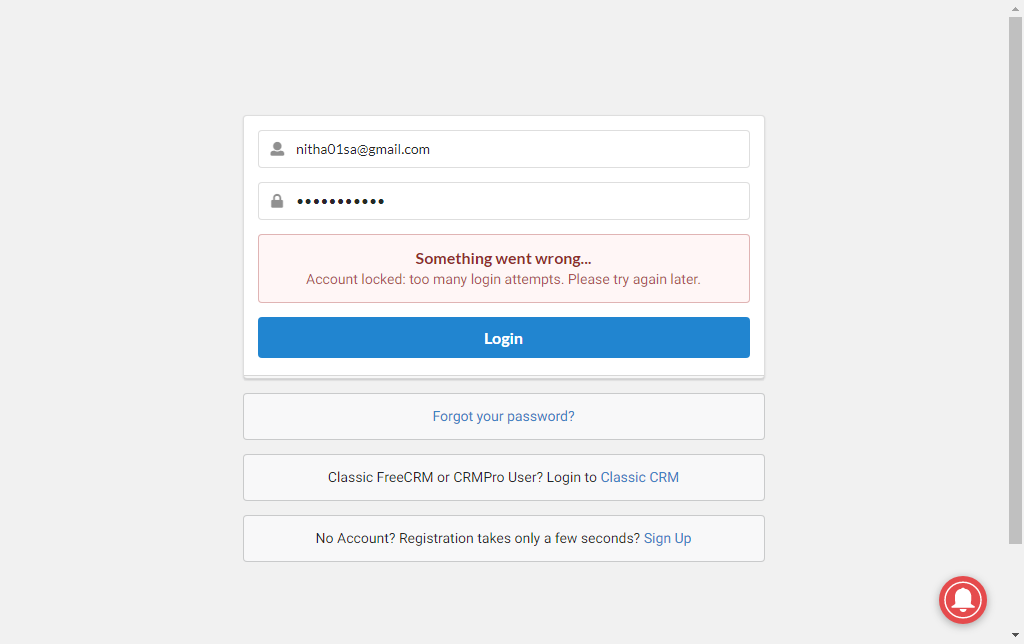 nitha01sa@gmail.com
•••••••••••
Something went wrong...
Account locked: too many login attempts. Please try again later.
Login
Forgot your password?
Classic FreeCRM or CRMPro User? Login to Classic CRM
No Account? Registration takes only a few seconds? Sign Up